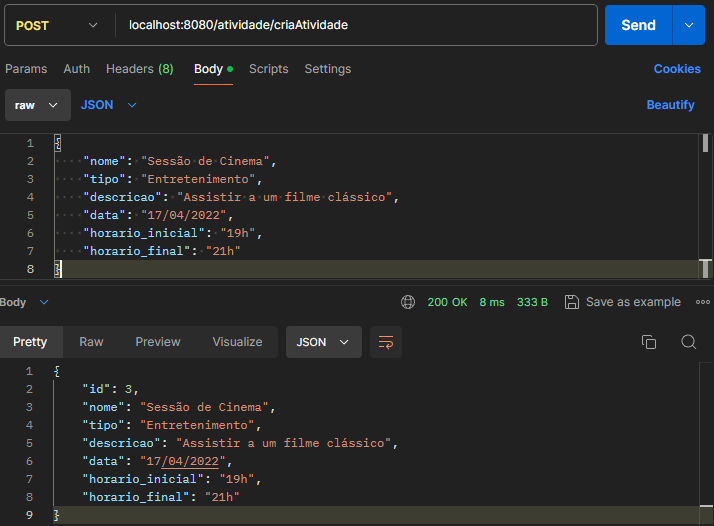 POST localhost:8080/atividade/criaAtividade Send
Params Auth Headers (8) Body Scripts Settings Cookies
raw JSON Beautify
1 {
2 "nome": "Sessão de Cinema",
3 "tipo": "Entretenimento",
4 "descricao": "Assistir a um filme clássico",
5 "data": "17/04/2022",
6 "horario_inicial": "19h",
7 "horario_final": "21h"
8 }
Body 200 OK 8 ms 333 B Save as example
Pretty Raw Preview Visualize JSON
1 {
2 "id": 3,
3 "nome": "Sessão de Cinema",
4 "tipo": "Entretenimento",
5 "descricao": "Assistir a um filme clássico",
6 "data": "17/04/2022",
7 "horario_inicial": "19h",
8 "horario_final": "21h"
9 }